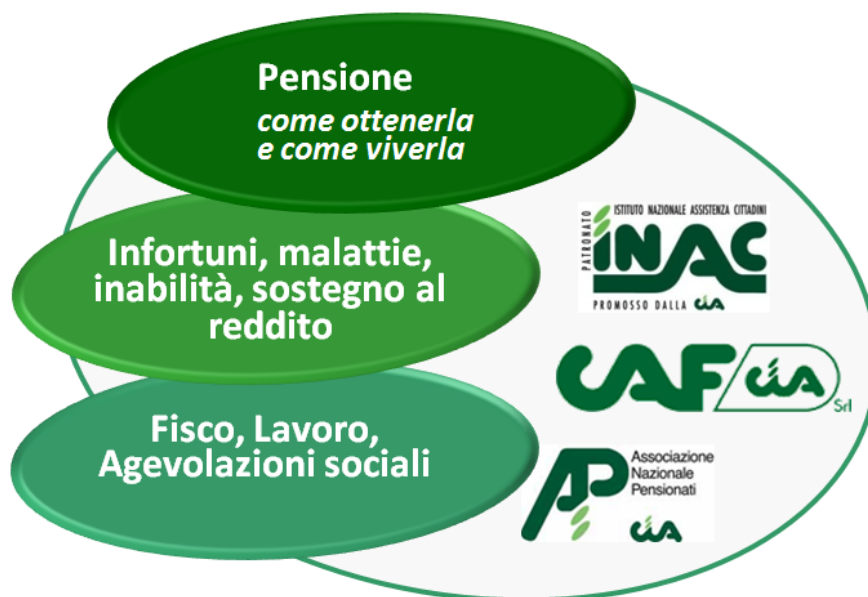 Pensione
come ottenerla
e come viverla
Infortuni, malattie,
inabilità, sostegno al
reddito
Fisco, Lavoro,
Agevolazioni sociali
ISTITUTO NAZIONALE ASSISTENZA CITTADINI
PATRONATO
INAC
PROMOSSO DALLA cia
CAF cia
Srl
AP
Associazione
Nazionale
Pensionati
cia